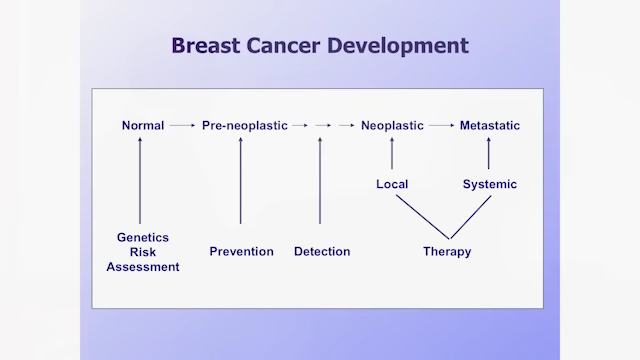 Breast Cancer Development
Normal Pre-neoplastic Neoplastic Metastatic
Local Systemic
Genetics
Risk
Assessment
Prevention Detection Therapy